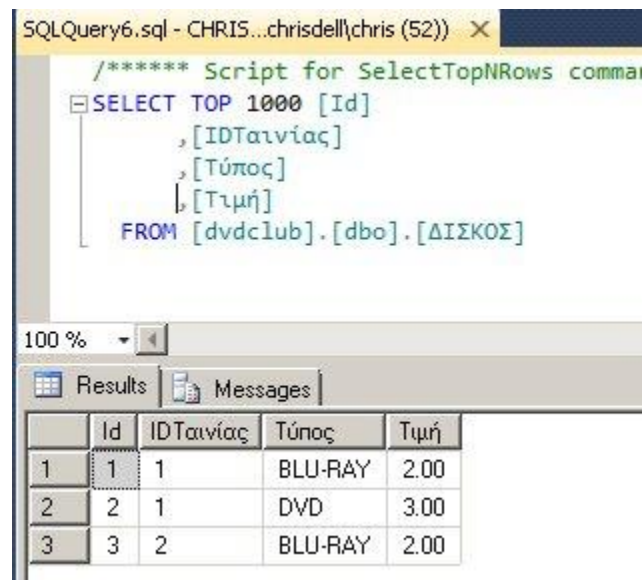 SQLQuery6.sql - CHRIS...chrisdell\chris (52))
/****** Script for SelectTopNRows
SELECT TOP 1000 [Id]
,[IDΤαινίας]
,[Τύπος]
,[Τιμή]
FROM [dvdclub].[dbo].[ΔΙΣΚΟΣ]
100 %
Results Messages
Id IDΤαινίας Τύπος Τιμή
1 1 1 BLU-RAY 2.00
2 2 1 DVD 3.00
3 3 2 BLU-RAY 2.00